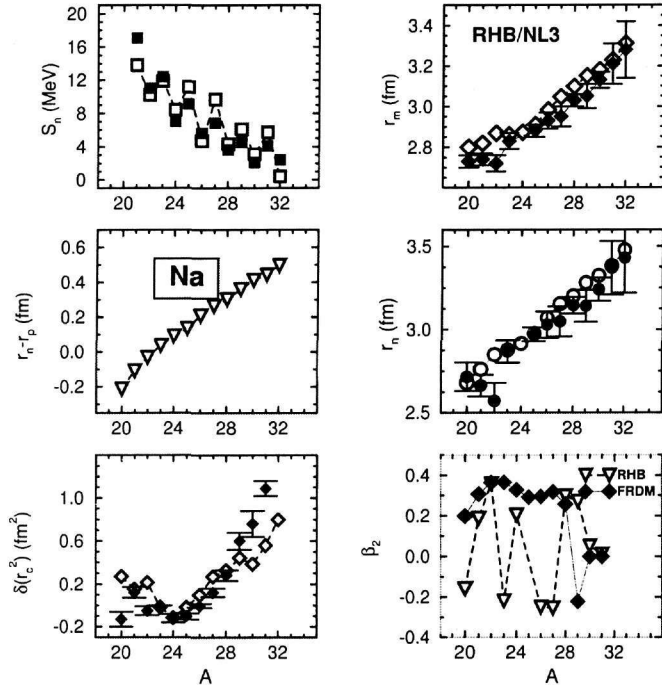 20
16
12
8
4
0
S_n (MeV)
20 24 28 32
RHB/NL3
3.4
3.2
3.0
2.8
r_m (fm)
20 24 28 32
Na
0.6
0.4
0.2
0.0
-0.2
r_n-r_p (fm)
20 24 28 32
3.5
3.0
2.5
r_n (fm)
20 24 28 32
1.0
0.6
0.2
-0.2
δ⟨r_c^2⟩ (fm^2)
20 24 28 32
A
RHB
FRDM
0.4
0.2
0.0
-0.2
-0.4
β_2
20 24 28 32
A